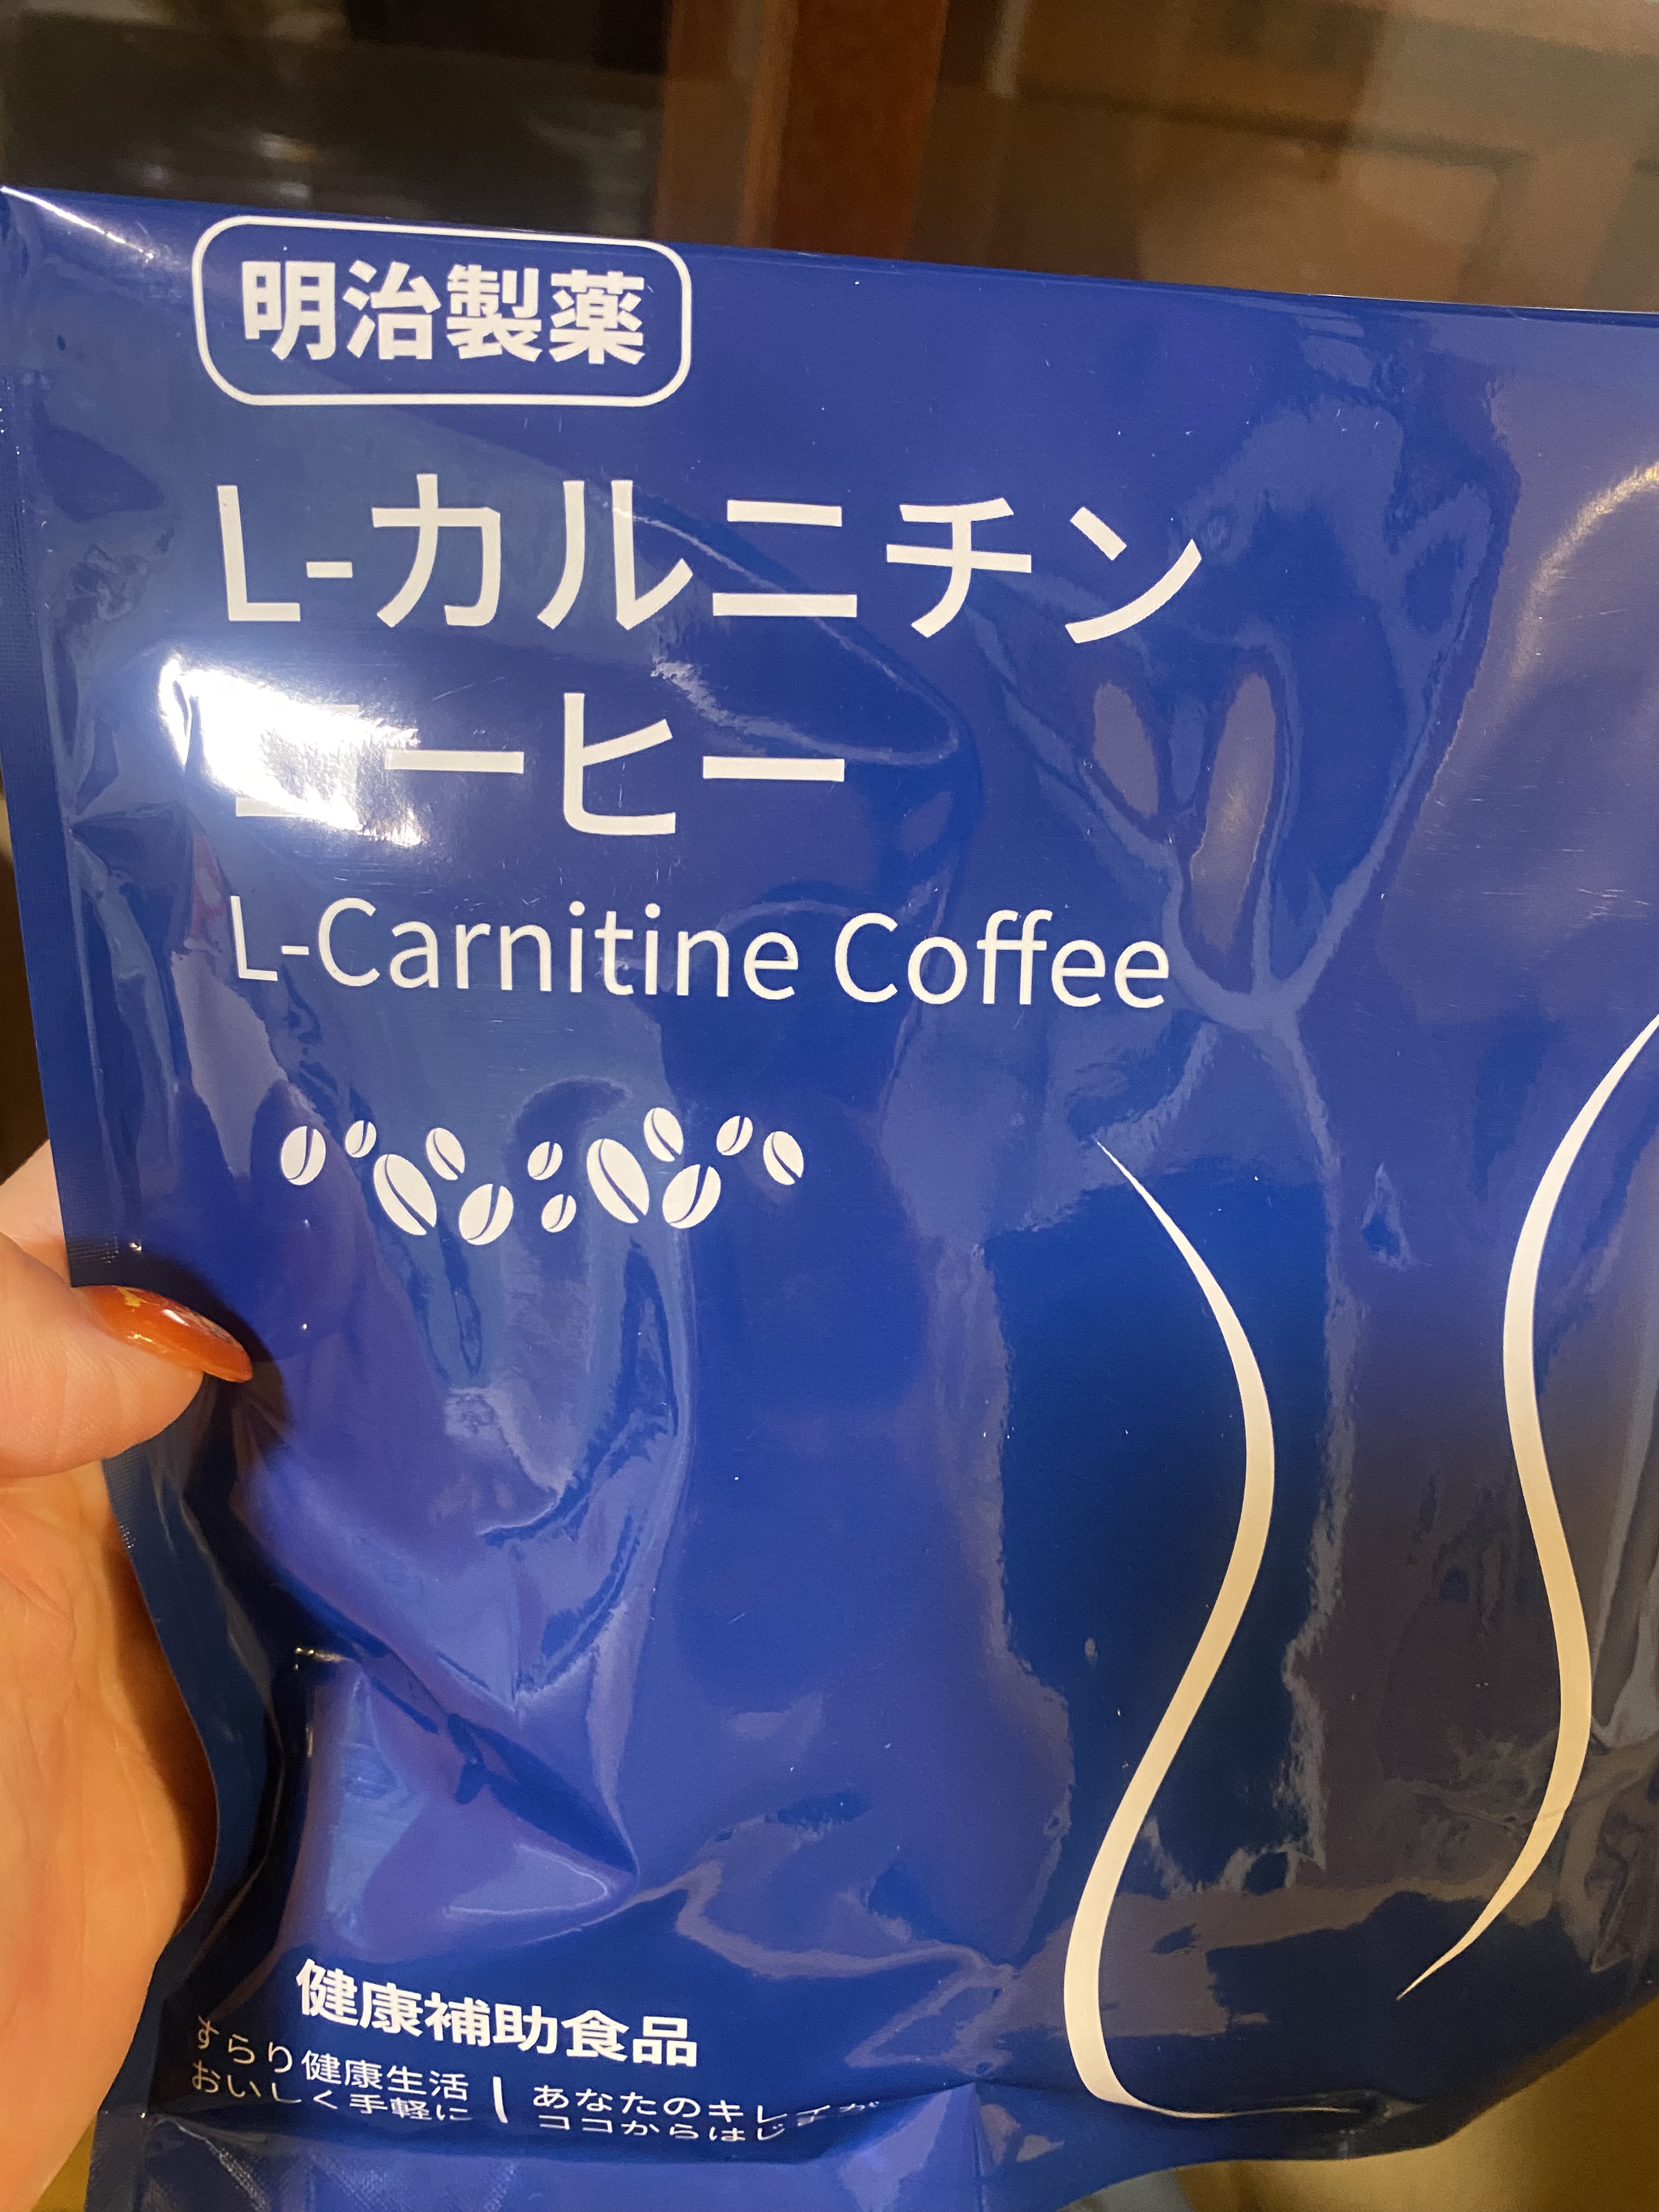 明治製薬
L-カルニチン
コーヒー
L-Carnitine Coffee
健康補助食品
すらり健康生活
おいしく手軽に
あなたのキレイが
ココからはじ